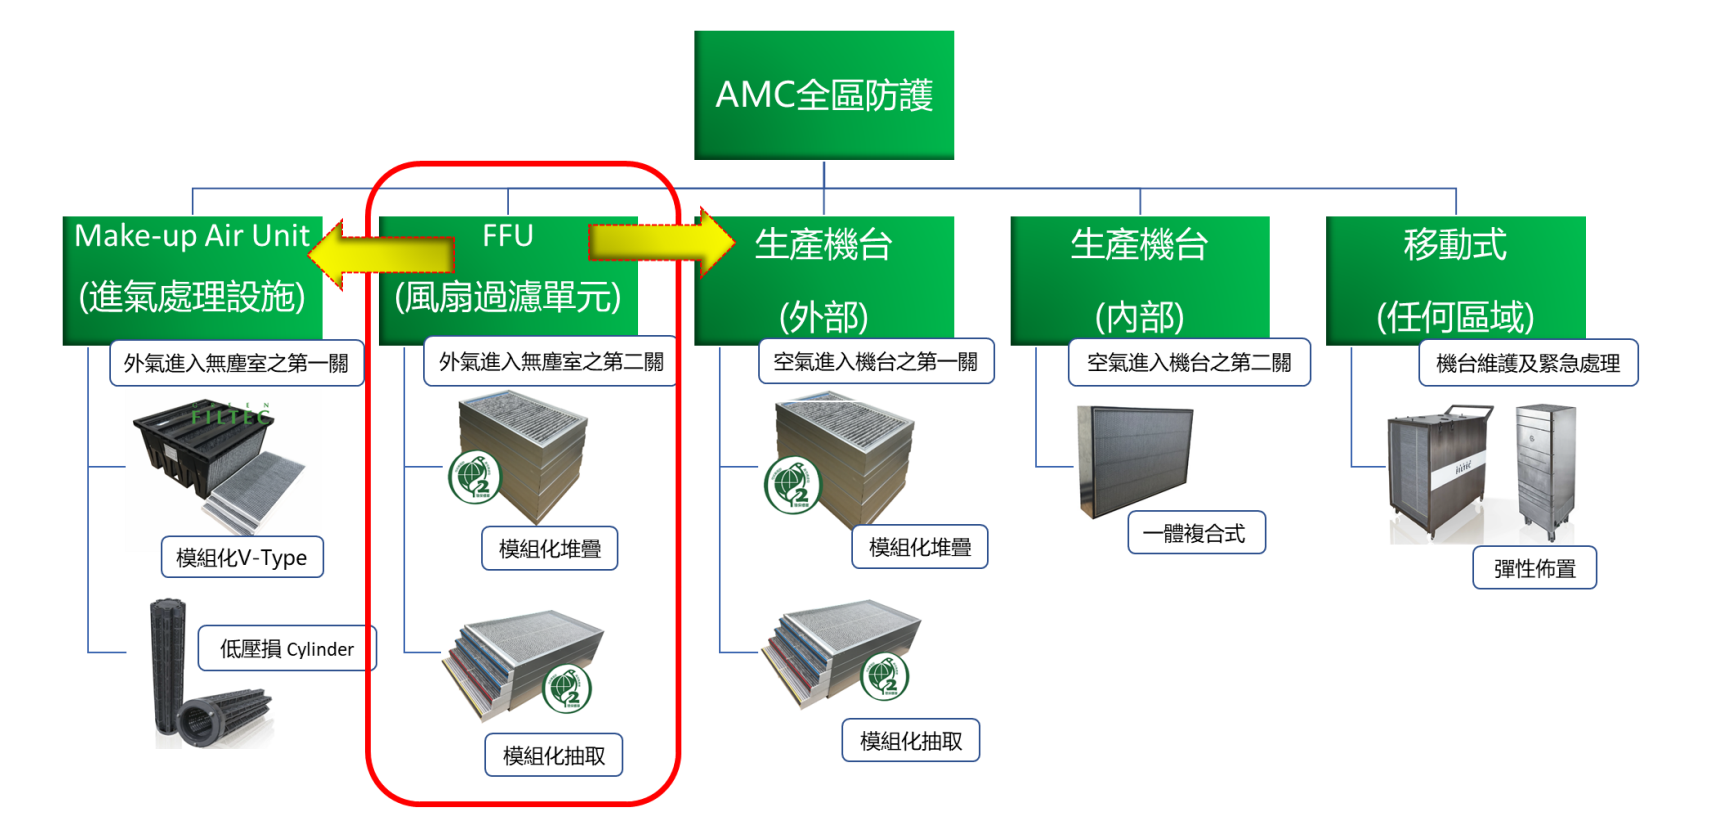 AMC全區防護
Make-up Air Unit
(進氣處理設施)
外氣進入無塵室之第一關
FILTEC
模組化V-Type
低壓損 Cylinder
FFU
(風扇過濾單元)
外氣進入無塵室之第二關
2
模組化堆疊
2
模組化抽取
生產機台
(外部)
空氣進入機台之第一關
2
模組化堆疊
2
模組化抽取
生產機台
(內部)
空氣進入機台之第二關
一體複合式
移動式
(任何區域)
機台維護及緊急處理
彈性佈置